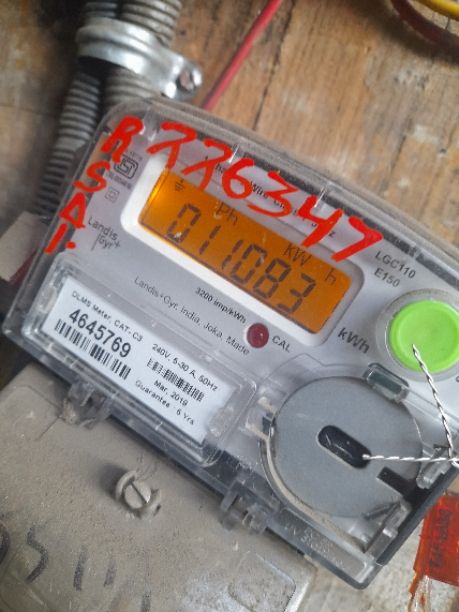 R 776347
S
A
I.
Landis
|Gyr+
LGC110
E150
Ph KW h
011083
3200 imp/kWh
Landis+Gyr, India, Joka, Made
CAL
kWh
DLMS Meter, CAT: C3
4645769
240V, 5-30 A, 50Hz
Mar, 2019
Guarantee : 6 Yrs